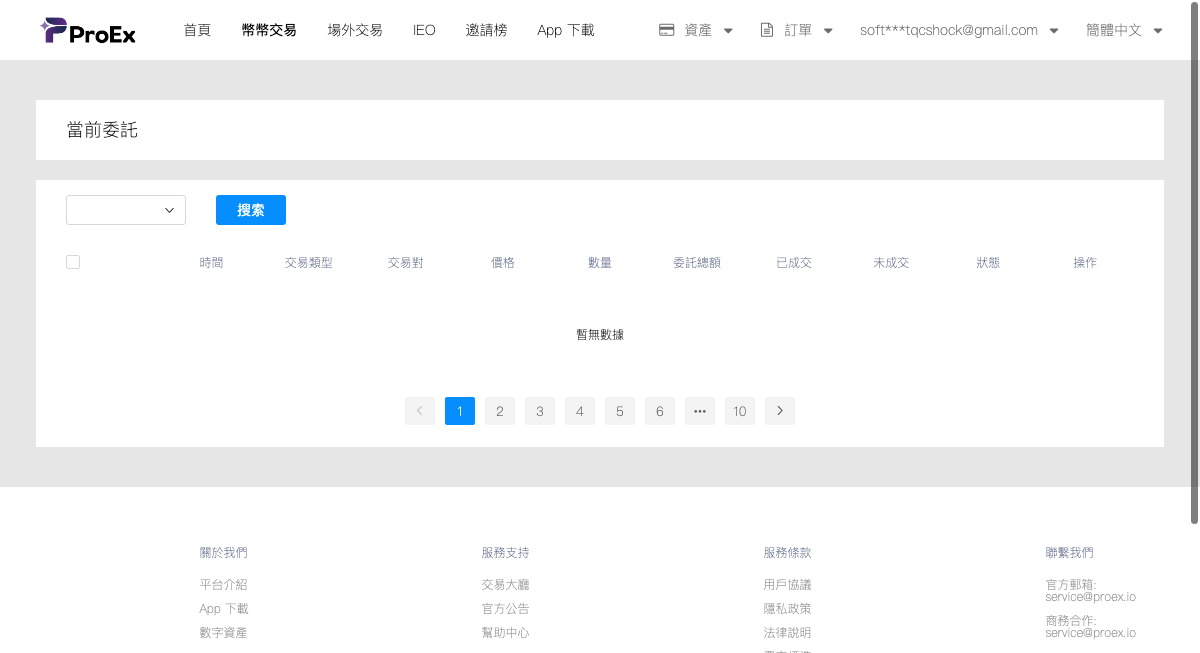 ProEx 首頁 幣幣交易 場外交易 IEO 邀請榜 App 下載 資產 訂單 soft***tqcshock@gmail.com 簡體中文
當前委託
搜索
時間 交易類型 交易對 價格 數量 委託總額 已成交 未成交 狀態 操作
暫無數據
1 2 3 4 5 6 ••• 10
關於我們 服務支持 服務條款 聯繫我們
平台介紹 交易大廳 用戶協議 官方郵箱:
service@proex.io
App 下載 官方公告 隱私政策 商務合作:
數字資產 幫助中心 法律說明 service@proex.io